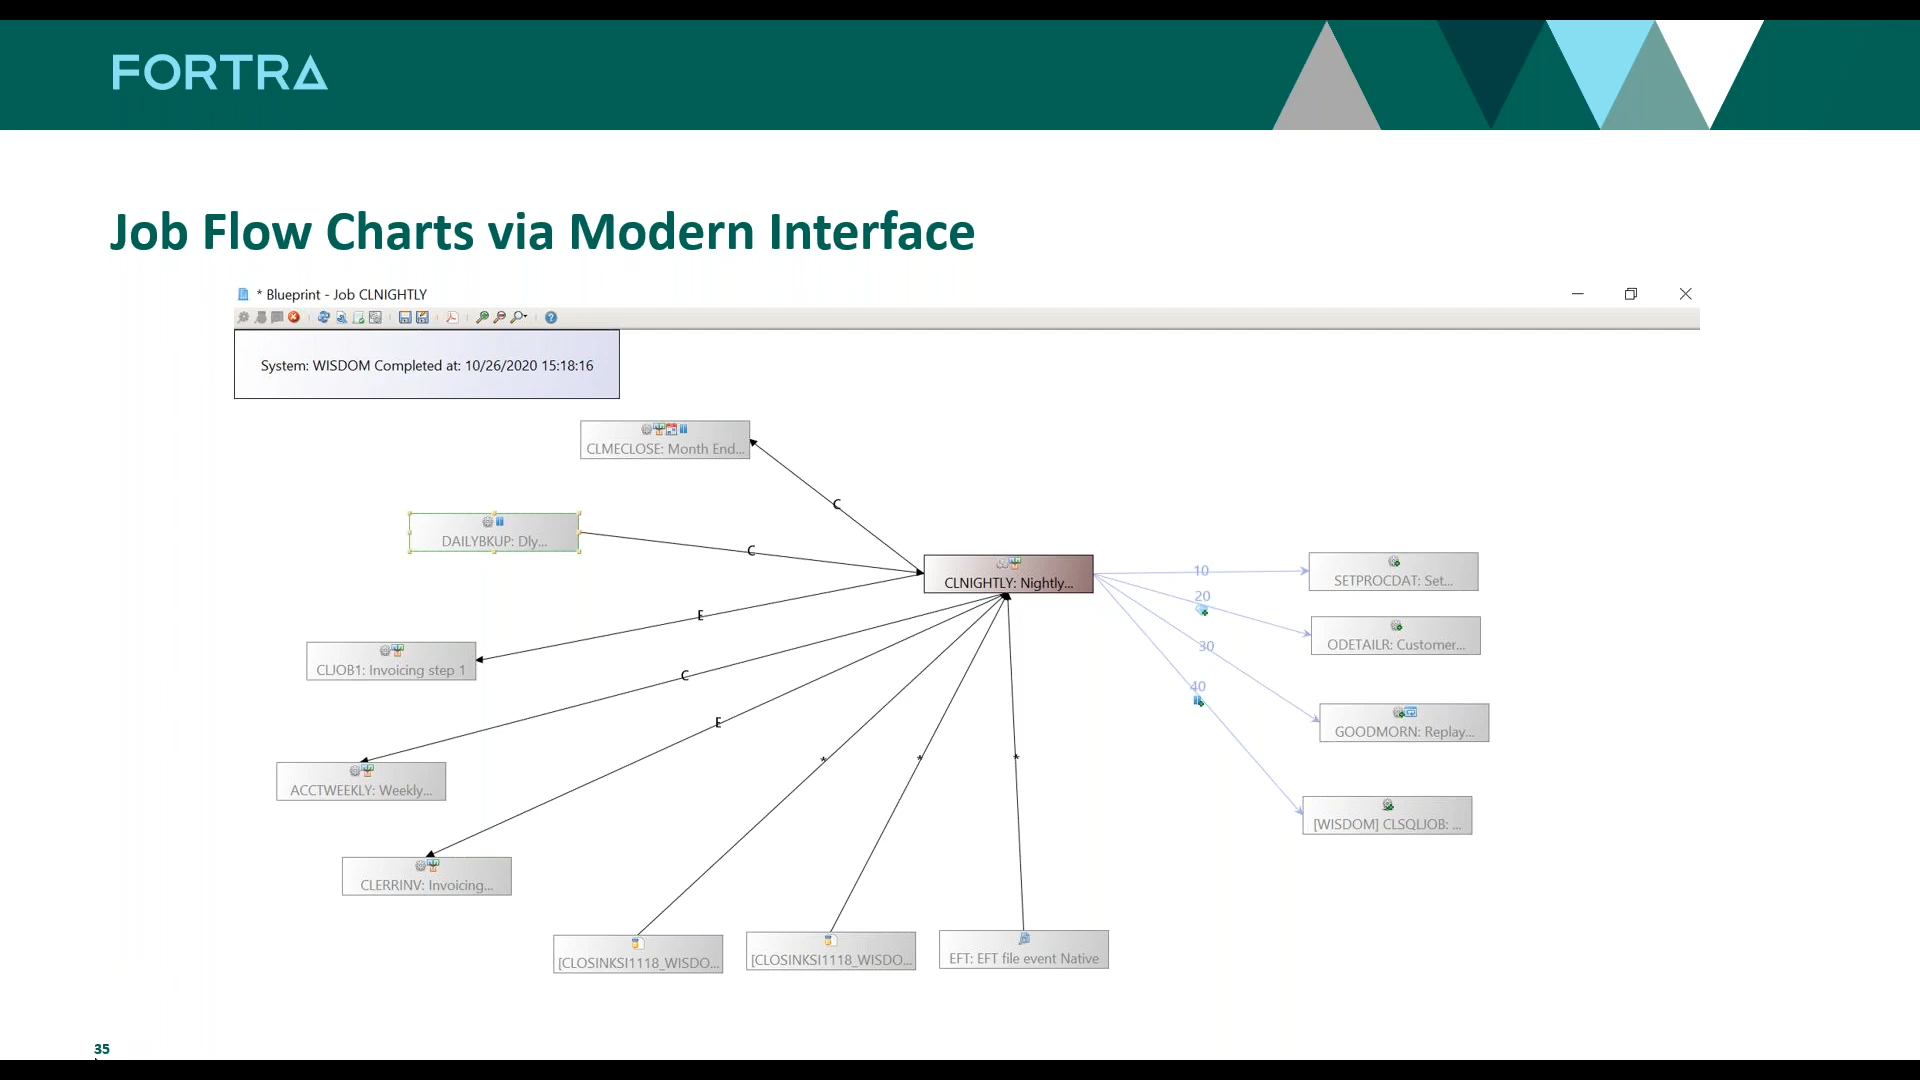 FORTRA
Job Flow Charts via Modern Interface
* Blueprint - Job CLNIGHTLY
System: WISDOM Completed at: 10/26/2020 15:18:16
CLMECLOSE: Month End...
C
DAILYBKUP: Dly...
C
CLNIGHTLY: Nightly...
10
SETPROCDAT: Set...
20
E
ODETAILR: Customer...
30
CLJOB1: Invoicing step 1
C
40
E
GOODMORN: Replay...
*
*
*
ACCTWEEKLY: Weekly...
[WISDOM] CLSQLJOB: ...
CLERRINV: Invoicing...
[CLOSINKSI1118_WISDO...
[CLOSINKSI1118_WISDO...
EFT: EFT file event Native
35